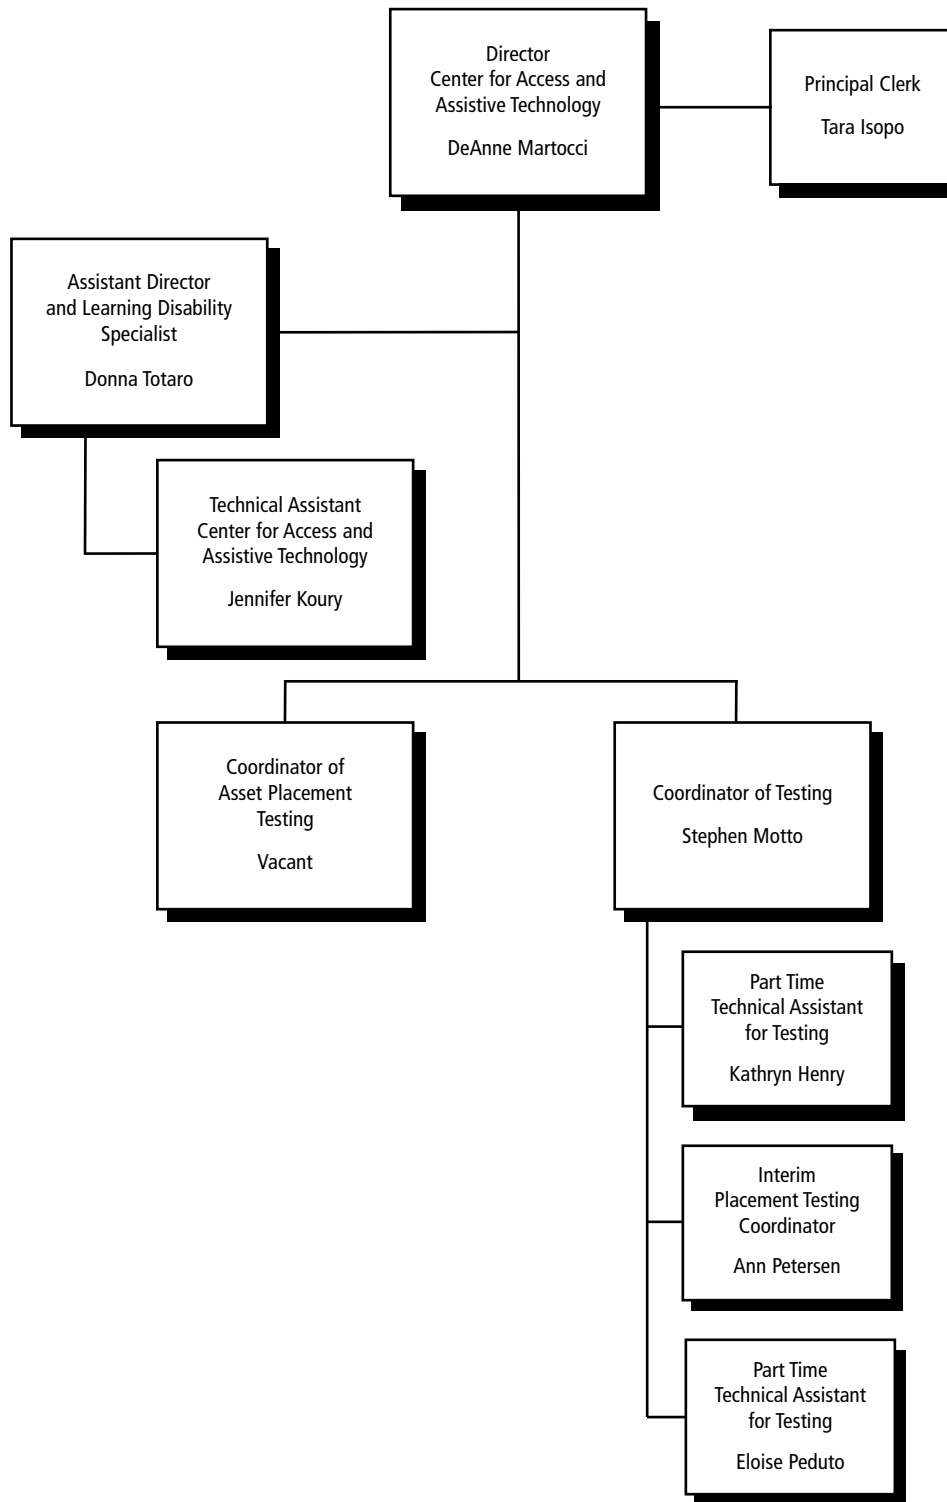 Director
Center for Access and
Assistive Technology
DeAnne Martocci
Principal Clerk
Tara Isopo
Assistant Director
and Learning Disability
Specialist
Donna Totaro
Technical Assistant
Center for Access and
Assistive Technology
Jennifer Koury
Coordinator of
Asset Placement
Testing
Vacant
Coordinator of Testing
Stephen Motto
Part Time
Technical Assistant
for Testing
Kathryn Henry
Interim
Placement Testing
Coordinator
Ann Petersen
Part Time
Technical Assistant
for Testing
Eloise Peduto